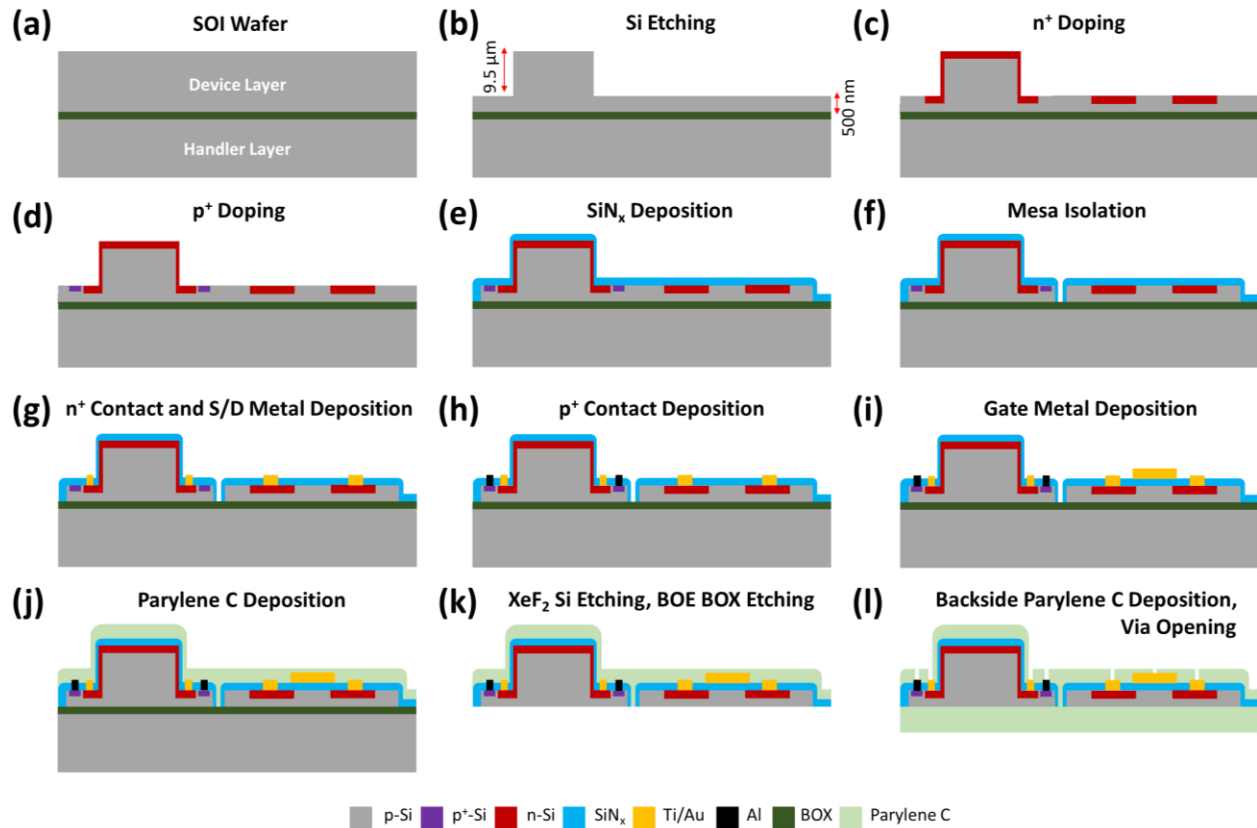 (a) SOI Wafer
Device Layer
Handler Layer
(b) Si Etching
9.5 μm
500 nm
(c) n⁺ Doping
(d) p⁺ Doping
(e) SiNₓ Deposition
(f) Mesa Isolation
(g) n⁺ Contact and S/D Metal Deposition
(h) p⁺ Contact Deposition
(i) Gate Metal Deposition
(j) Parylene C Deposition
(k) XeF₂ Si Etching, BOE BOX Etching
(l) Backside Parylene C Deposition,
Via Opening
p-Si p⁺-Si n-Si SiNₓ Ti/Au Al BOX Parylene C